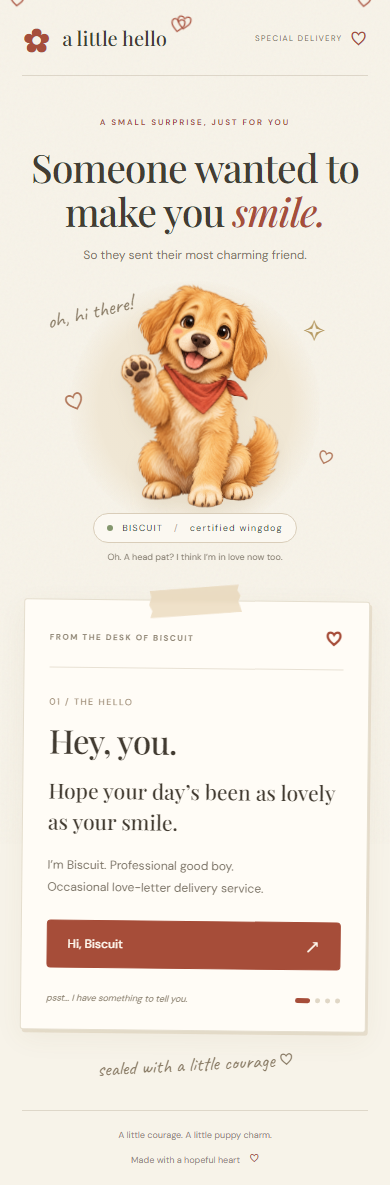 a little hello
SPECIAL DELIVERY
A SMALL SURPRISE, JUST FOR YOU
Someone wanted to
make you smile.
So they sent their most charming friend.
oh, hi there!
BISCUIT / certified wingdog
Oh. A head pat? I think I'm in love now too.
FROM THE DESK OF BISCUIT
01 / THE HELLO
Hey, you.
Hope your day's been as lovely
as your smile.
I'm Biscuit. Professional good boy.
Occasional love-letter delivery service.
Hi, Biscuit ↗
psst... I have something to tell you.
sealed with a little courage
A little courage. A little puppy charm.
Made with a hopeful heart